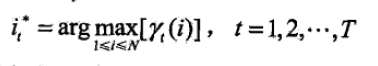 i_t^* = arg max_{1≤i≤N}[γ_t(i)], t=1,2,⋯,T